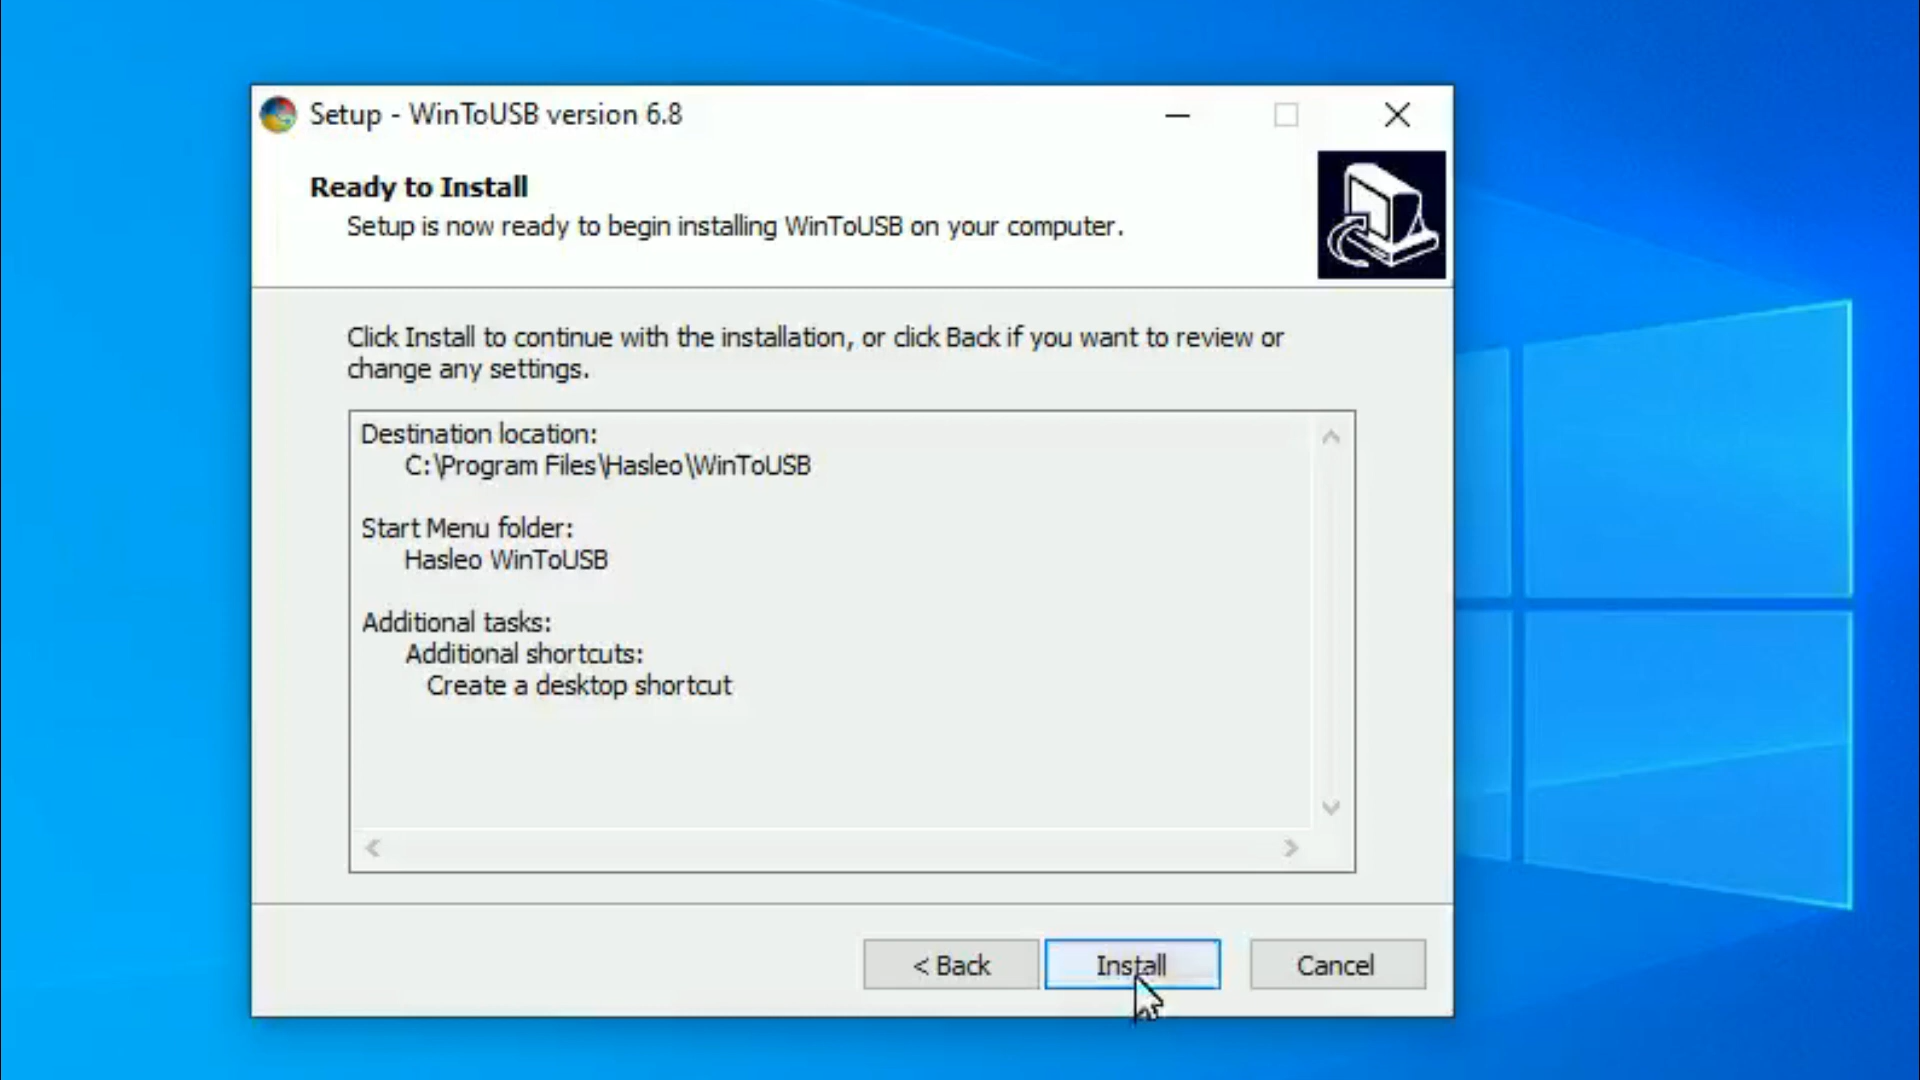 Setup - WinToUSB version 6.8
Ready to Install
Setup is now ready to begin installing WinToUSB on your computer.
Click Install to continue with the installation, or click Back if you want to review or
change any settings.
Destination location:
C:\Program Files\Hasleo\WinToUSB
Start Menu folder:
Hasleo WinToUSB
Additional tasks:
Additional shortcuts:
Create a desktop shortcut
< Back
Install
Cancel